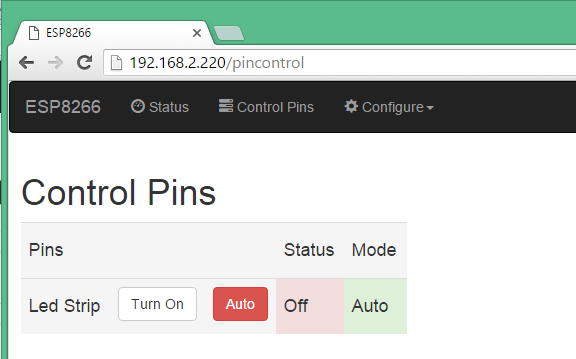 ESP8266
192.168.2.220/pincontrol
ESP8266 Status Control Pins Configure
Control Pins
Pins Status Mode
Led Strip Turn On Auto Off Auto